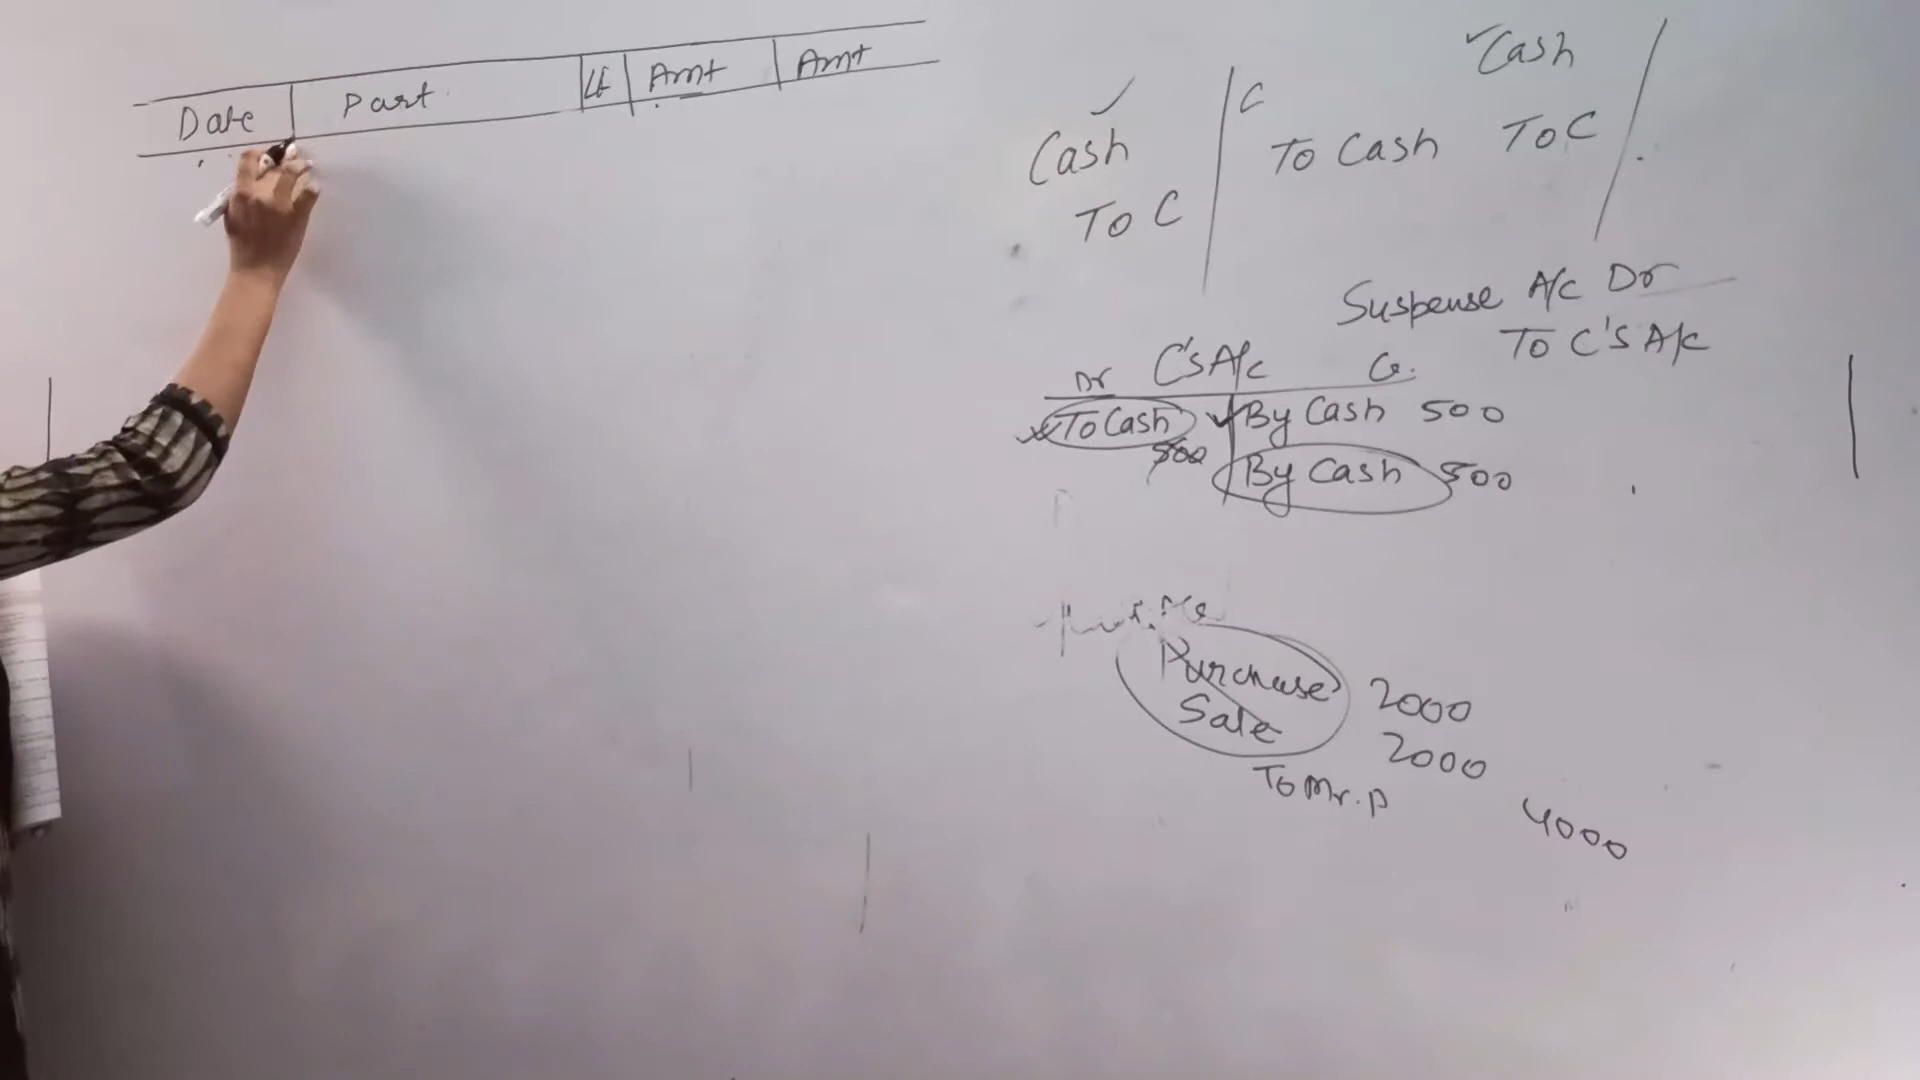 Date Part. LF Amt Amt
Cash
To C
C
To Cash
Cash
To C
Suspense A/c Dr
To C's A/c
Dr C's A/c Cr.
To Cash 500 By Cash 500
By Cash 500
Purchase 2000
Sale 2000
To Mr. P 4000